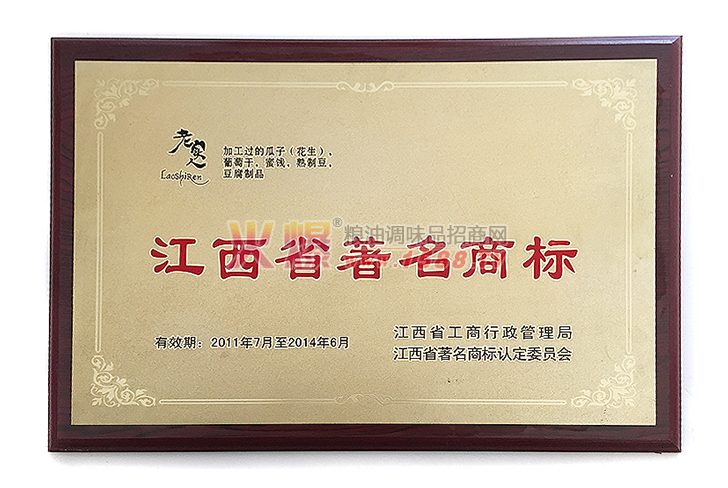 老实人
LaoShiRen
加工过的瓜子（花生）、
葡萄干、蜜饯、熟制豆、
豆腐制品
火爆®粮油调味品招商网
江西省著名商标
有效期：2011年7月至2014年6月
江西省工商行政管理局
江西省著名商标认定委员会